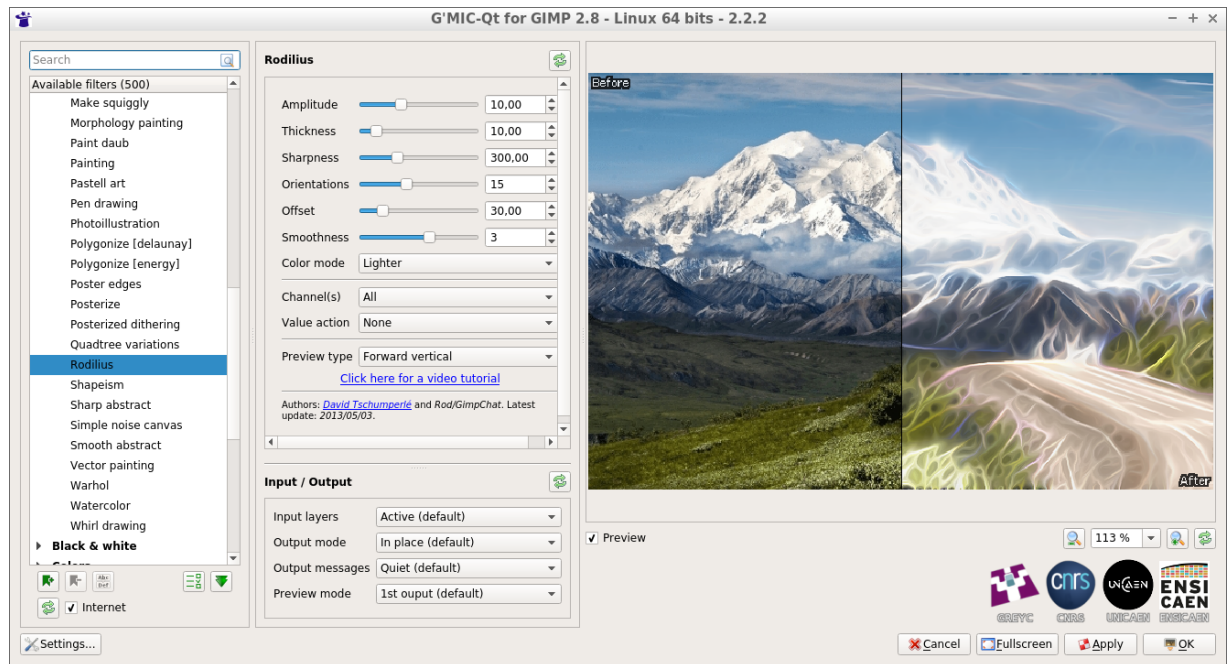 G'MIC-Qt for GIMP 2.8 - Linux 64 bits - 2.2.2
Search
Available filters (500)
Make squiggly
Morphology painting
Paint daub
Painting
Pastell art
Pen drawing
Photoillustration
Polygonize [delaunay]
Polygonize [energy]
Poster edges
Posterize
Posterized dithering
Quadtree variations
Rodilius
Shapeism
Sharp abstract
Simple noise canvas
Smooth abstract
Vector painting
Warhol
Watercolor
Whirl drawing
Black & white
Colors
Abc
Def
Internet
Settings...
Rodilius
Amplitude 10,00
Thickness 10,00
Sharpness 300,00
Orientations 15
Offset 30,00
Smoothness 3
Color mode Lighter
Channel(s) All
Value action None
Preview type Forward vertical
Click here for a video tutorial
Authors: David Tschumperlé and Rod/GimpChat. Latest
update: 2013/05/03.
Input / Output
Input layers Active (default)
Output mode In place (default)
Output messages Quiet (default)
Preview mode 1st ouput (default)
Before
After
Preview
113 %
GREYC
cnrs
CNRS
UNICAEN
UNICAEN
ENSI
CAEN
ENSICAEN
Cancel
Fullscreen
Apply
OK